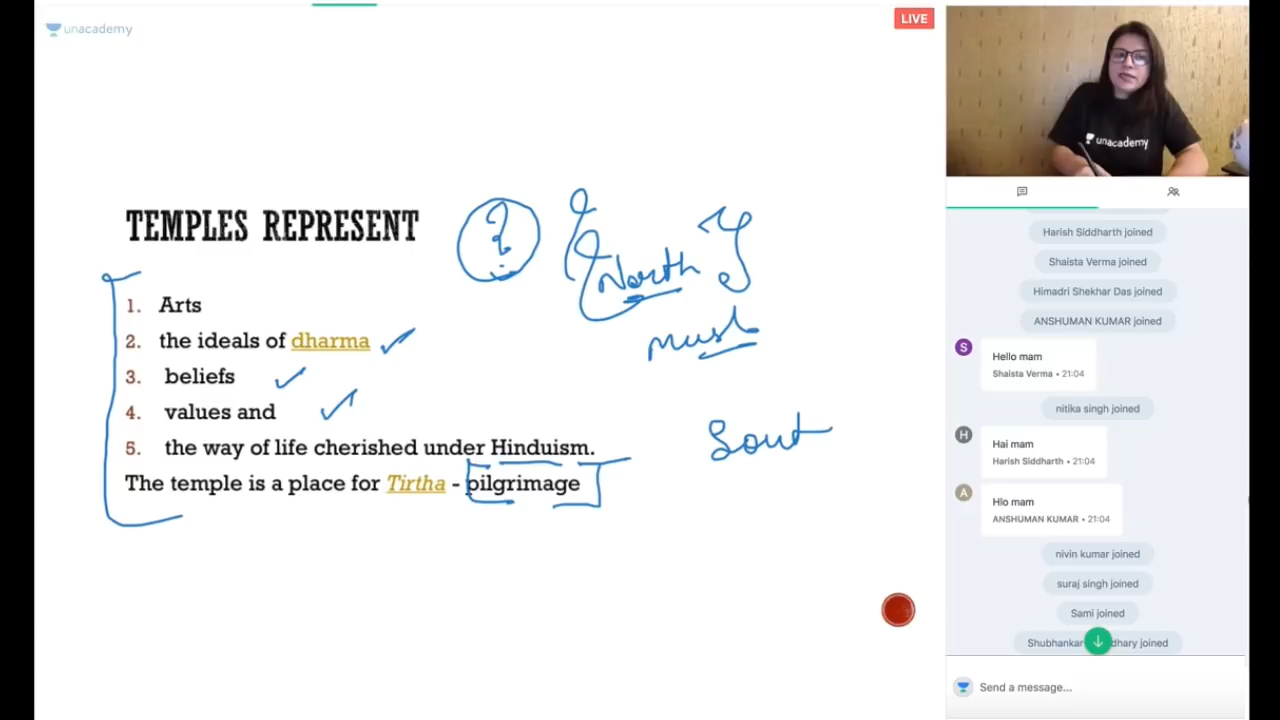 unacademy
LIVE
unacademy
TEMPLES REPRESENT
North
must
1. Arts
2. the ideals of dharma
3. beliefs
4. values and
5. the way of life cherished under Hinduism.
The temple is a place for Tirtha - pilgrimage
Sout
Harish Siddharth joined
Shaista Verma joined
Himadri Shekhar Das joined
ANSHUMAN KUMAR joined
S
Hello mam
Shaista Verma • 21:04
nitika singh joined
H
Hai mam
Harish Siddharth • 21:04
A
Hlo mam
ANSHUMAN KUMAR • 21:04
nivin kumar joined
suraj singh joined
Sami joined
Shubhankar dhary joined
Send a message...